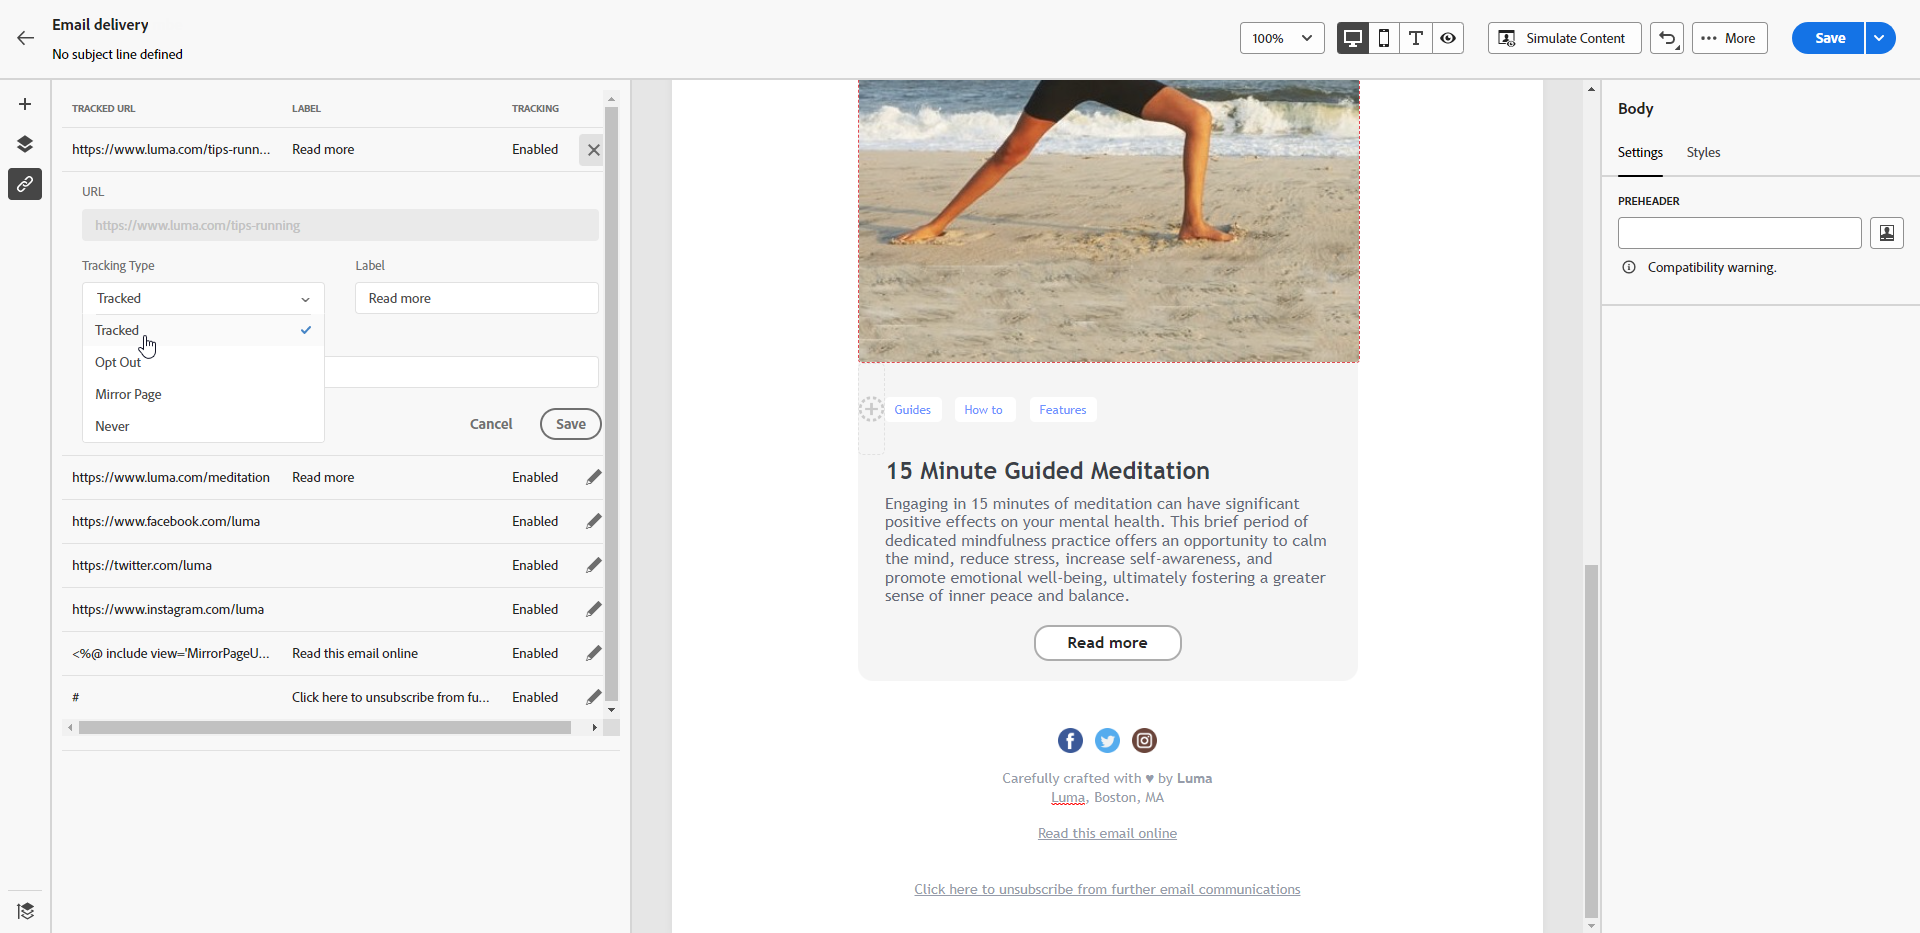 Email delivery
No subject line defined
100%
Simulate Content
More
Save
TRACKED URL
LABEL
TRACKING
https://www.luma.com/tips-runn...
Read more
Enabled
URL
https://www.luma.com/tips-running
Tracking Type
Label
Tracked
Read more
Tracked
Opt Out
Mirror Page
Never
Cancel
Save
https://www.luma.com/meditation
Read more
Enabled
https://www.facebook.com/luma
Enabled
https://twitter.com/luma
Enabled
https://www.instagram.com/luma
Enabled
<%@ include view='MirrorPageU...
Read this email online
Enabled
#
Click here to unsubscribe from fu...
Enabled
Guides
How to
Features
15 Minute Guided Meditation
Engaging in 15 minutes of meditation can have significant
positive effects on your mental health. This brief period of
dedicated mindfulness practice offers an opportunity to calm
the mind, reduce stress, increase self-awareness, and
promote emotional well-being, ultimately fostering a greater
sense of inner peace and balance.
Read more
Carefully crafted with ♥ by Luma
Luma, Boston, MA
Read this email online
Click here to unsubscribe from further email communications
Body
Settings
Styles
PREHEADER
Compatibility warning.